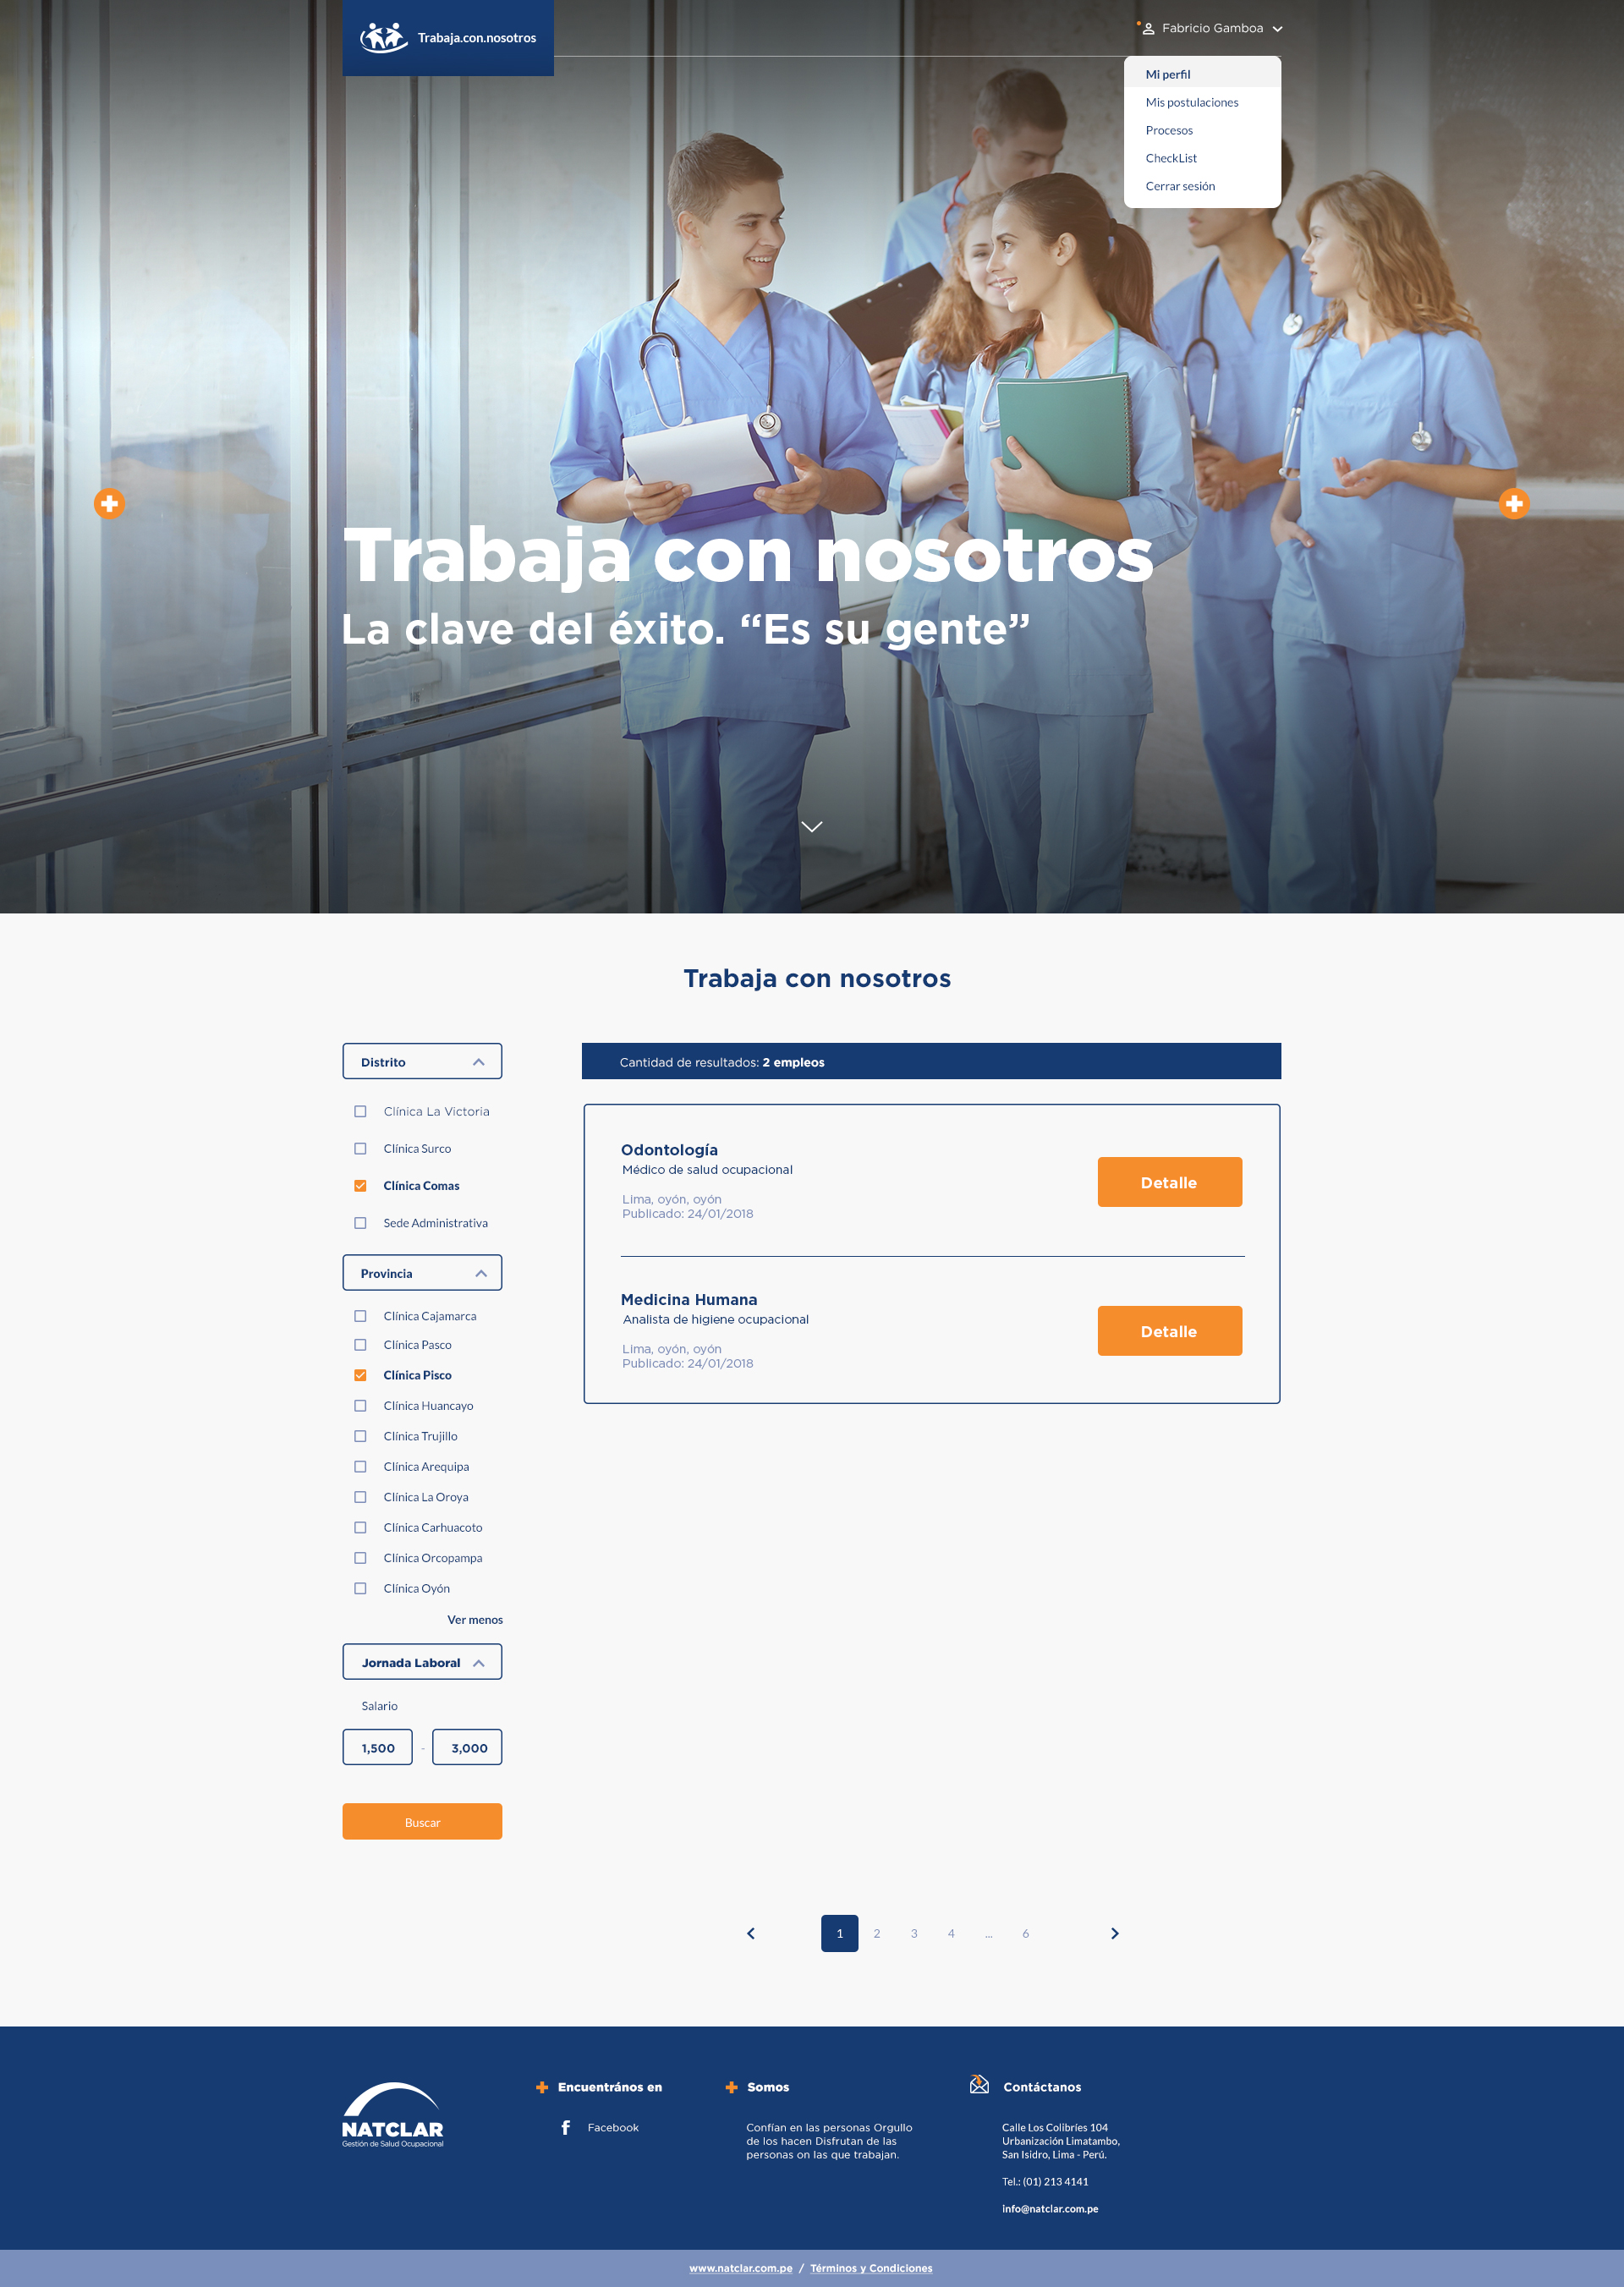 Trabaja.con.nosotros
Fabricio Gamboa
Mi perfil
Mis postulaciones
Procesos
CheckList
Cerrar sesión
Trabaja con nosotros
La clave del éxito. “Es su gente”
Trabaja con nosotros
Distrito
Clínica La Victoria
Clínica Surco
Clínica Comas
Sede Administrativa
Provincia
Clínica Cajamarca
Clínica Pasco
Clínica Pisco
Clínica Huancayo
Clínica Trujillo
Clínica Arequipa
Clínica La Oroya
Clínica Carhuacoto
Clínica Orcopampa
Clínica Oyón
Ver menos
Jornada Laboral
Salario
1,500 - 3,000
Buscar
Cantidad de resultados: 2 empleos
Odontología
Médico de salud ocupacional
Lima, oyón, oyón
Publicado: 24/01/2018
Detalle
Medicina Humana
Analista de higiene ocupacional
Lima, oyón, oyón
Publicado: 24/01/2018
Detalle
1 2 3 4 ... 6
NATCLAR
Gestión de Salud Ocupacional
Encuentrános en
Facebook
Somos
Confían en las personas Orgullo
de los hacen Disfrutan de las
personas on las que trabajan.
Contáctanos
Calle Los Colibríes 104
Urbanización Limatambo,
San Isidro, Lima - Perú.
Tel.: (01) 213 4141
info@natclar.com.pe
www.natclar.com.pe / Términos y Condiciones